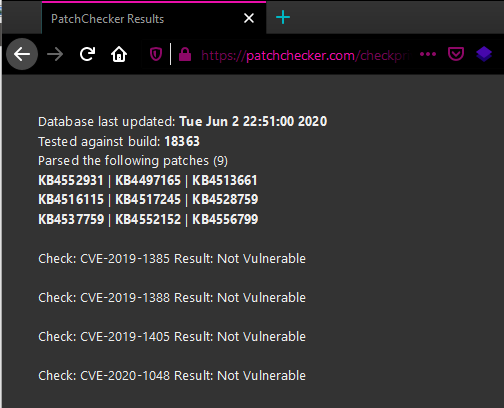 PatchChecker Results
https://patchchecker.com/checkpr
Database last updated: Tue Jun 2 22:51:00 2020
Tested against build: 18363
Parsed the following patches (9)
KB4552931 | KB4497165 | KB4513661
KB4516115 | KB4517245 | KB4528759
KB4537759 | KB4552152 | KB4556799
Check: CVE-2019-1385 Result: Not Vulnerable
Check: CVE-2019-1388 Result: Not Vulnerable
Check: CVE-2019-1405 Result: Not Vulnerable
Check: CVE-2020-1048 Result: Not Vulnerable